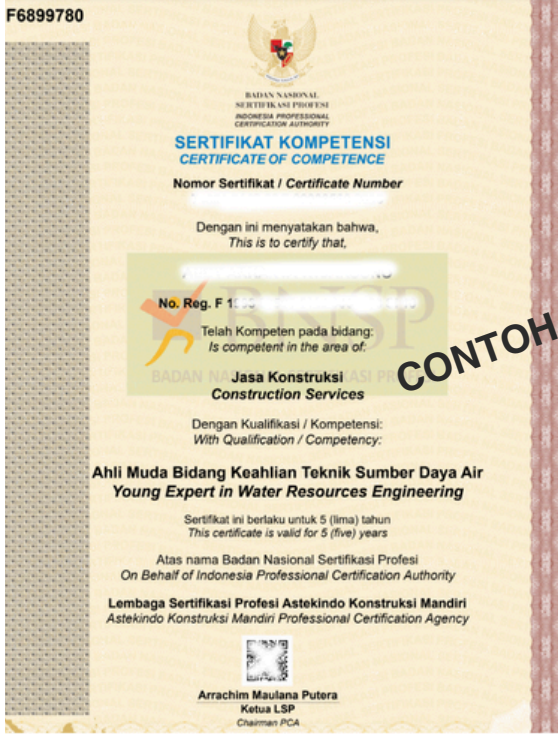 F6899780
BADAN NASIONAL
SERTIFIKASI PROFESI
INDONESIA PROFESSIONAL
CERTIFICATION AUTHORITY
SERTIFIKAT KOMPETENSI
CERTIFICATE OF COMPETENCE
Nomor Sertifikat / Certificate Number
Dengan ini menyatakan bahwa,
This is to certify that,
No. Reg. F
BNSP
Telah Kompeten pada bidang:
Is competent in the area of:
CONTOH
BADAN
Jasa Konstruksi
Construction Services
Dengan Kualifikasi / Kompetensi:
With Qualification / Competency:
Ahli Muda Bidang Keahlian Teknik Sumber Daya Air
Young Expert in Water Resources Engineering
Sertifikat ini berlaku untuk 5 (lima) tahun
This certificate is valid for 5 (five) years
Atas nama Badan Nasional Sertifikasi Profesi
On Behalf of Indonesia Professional Certification Authority
Lembaga Sertifikasi Profesi Astekindo Konstruksi Mandiri
Astekindo Konstruksi Mandiri Professional Certification Agency
Arrachim Maulana Putera
Ketua LSP
Chairman PCA